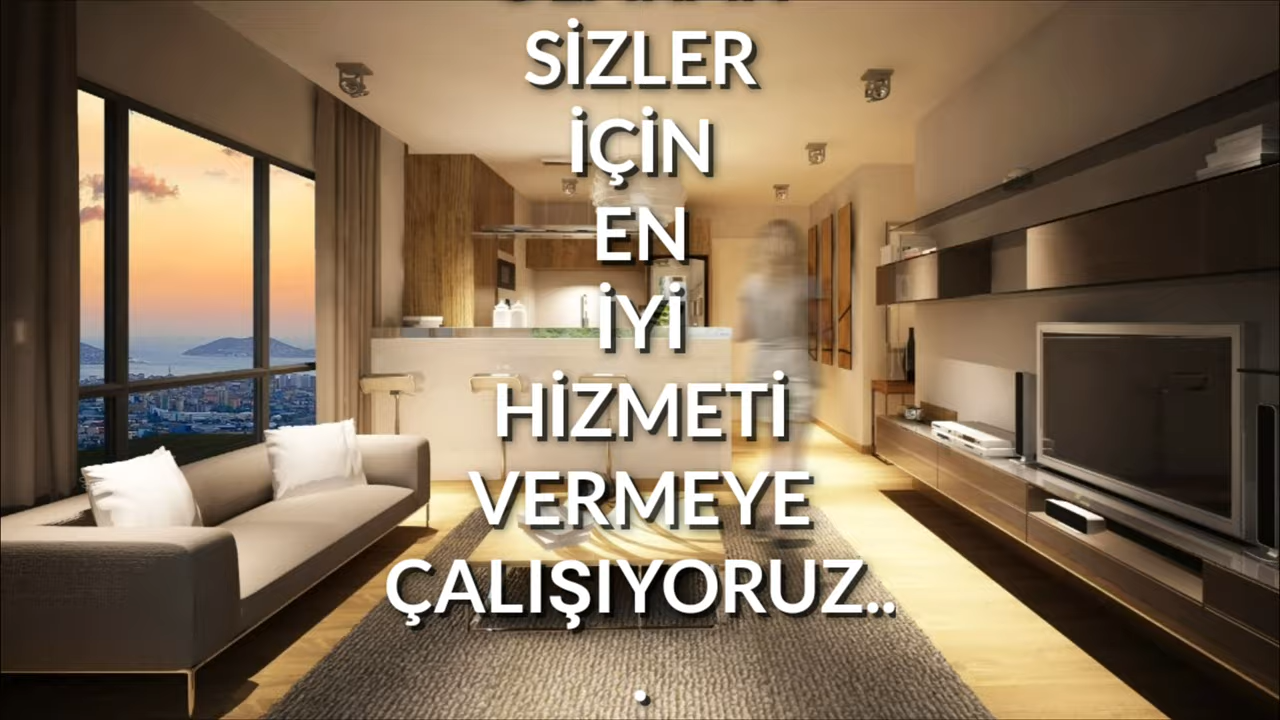 SİZLER
İÇİN
EN
İYİ
HİZMETİ
VERMEYE
ÇALIŞIYORUZ..
.